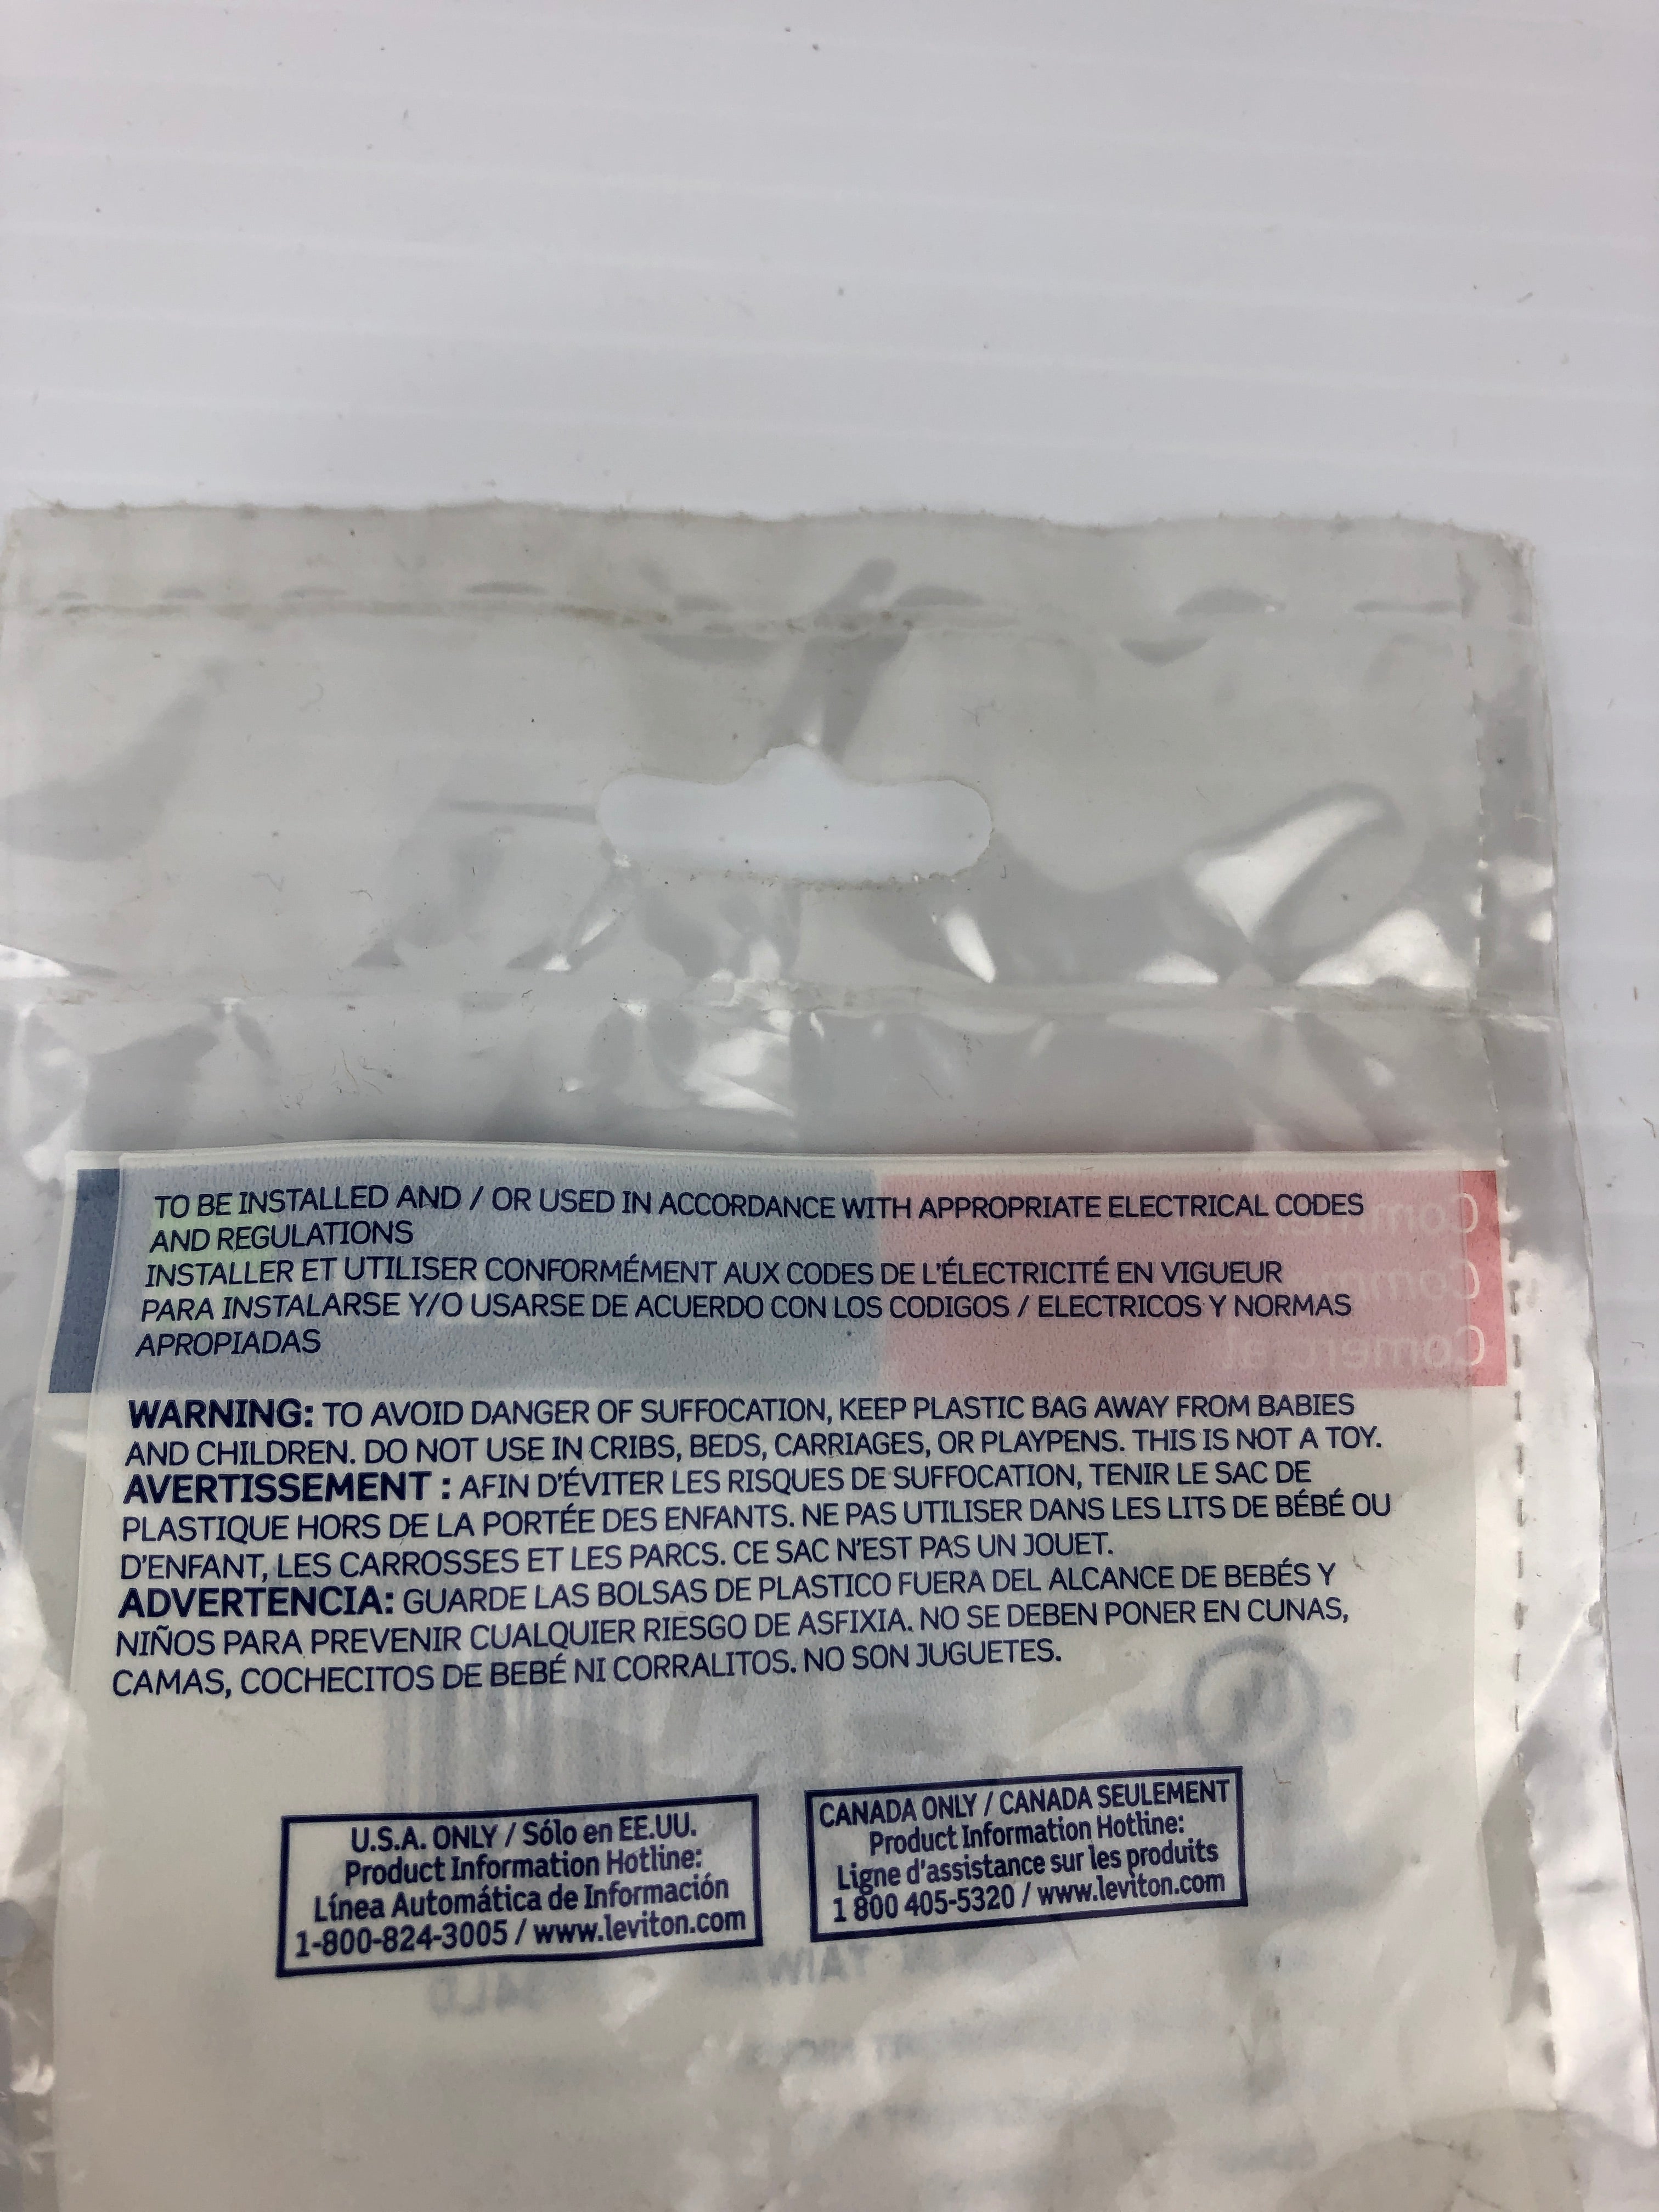 TO BE INSTALLED AND / OR USED IN ACCORDANCE WITH APPROPRIATE ELECTRICAL CODES
AND REGULATIONS
INSTALLER ET UTILISER CONFORMÉMENT AUX CODES DE L'ÉLECTRICITÉ EN VIGUEUR
PARA INSTALARSE Y/O USARSE DE ACUERDO CON LOS CODIGOS / ELECTRICOS Y NORMAS
APROPIADAS
WARNING: TO AVOID DANGER OF SUFFOCATION, KEEP PLASTIC BAG AWAY FROM BABIES
AND CHILDREN. DO NOT USE IN CRIBS, BEDS, CARRIAGES, OR PLAYPENS. THIS IS NOT A TOY.
AVERTISSEMENT : AFIN D'ÉVITER LES RISQUES DE SUFFOCATION, TENIR LE SAC DE
PLASTIQUE HORS DE LA PORTÉE DES ENFANTS. NE PAS UTILISER DANS LES LITS DE BÉBÉ OU
D'ENFANT, LES CARROSSES ET LES PARCS. CE SAC N'EST PAS UN JOUET.
ADVERTENCIA: GUARDE LAS BOLSAS DE PLASTICO FUERA DEL ALCANCE DE BEBÉS Y
NIÑOS PARA PREVENIR CUALQUIER RIESGO DE ASFIXIA. NO SE DEBEN PONER EN CUNAS,
CAMAS, COCHECITOS DE BEBÉ NI CORRALITOS. NO SON JUGUETES.
U.S.A. ONLY / Sólo en EE.UU.
Product Information Hotline:
Línea Automática de Información
1-800-824-3005 / www.leviton.com
CANADA ONLY / CANADA SEULEMENT
Product Information Hotline:
Ligne d'assistance sur les produits
1 800 405-5320 / www.leviton.com